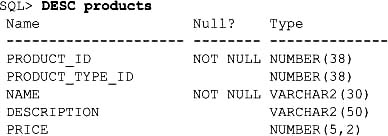 SQL> DESC products
Name Null? Type
----------------------- --------- ------------
PRODUCT_ID NOT NULL NUMBER(38)
PRODUCT_TYPE_ID NUMBER(38)
NAME NOT NULL VARCHAR2(30)
DESCRIPTION VARCHAR2(50)
PRICE NUMBER(5,2)